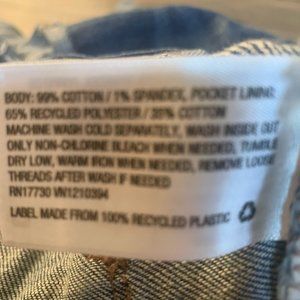 BODY: 99% COTTON / 1% SPANDEX, POCKET LINING:
65% RECYCLED POLYESTER / 35% COTTON
MACHINE WASH COLD SEPARATELY, WASH INSIDE OUT
ONLY NON-CHLORINE BLEACH WHEN NEEDED, TUMBLE
DRY LOW, WARM IRON WHEN NEEDED, REMOVE LOOSE
THREADS AFTER WASH IF NEEDED
RN17730 VN1210394
LABEL MADE FROM 100% RECYCLED PLASTIC